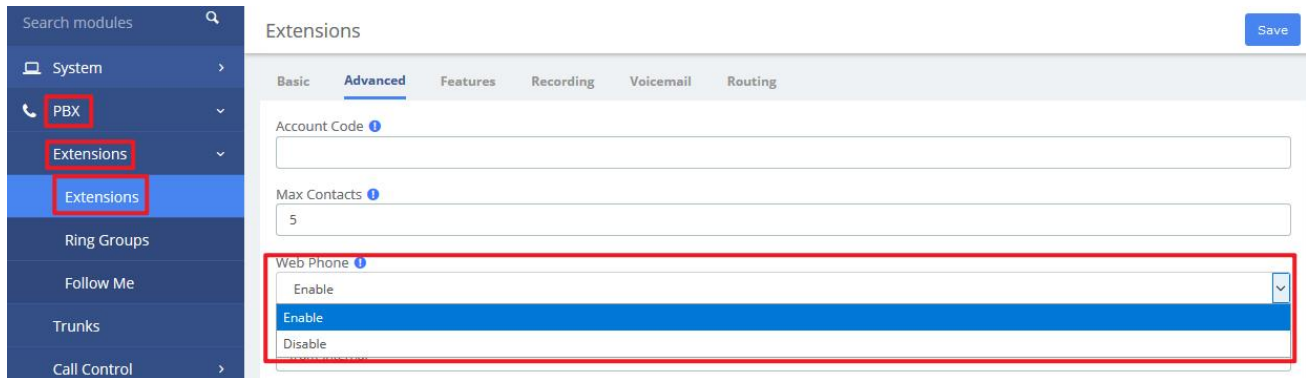 Search modules
System
PBX
Extensions
Extensions
Ring Groups
Follow Me
Trunks
Call Control
Extensions
Save
Basic Advanced Features Recording Voicemail Routing
Account Code
Max Contacts
5
Web Phone
Enable
Enable
Disable